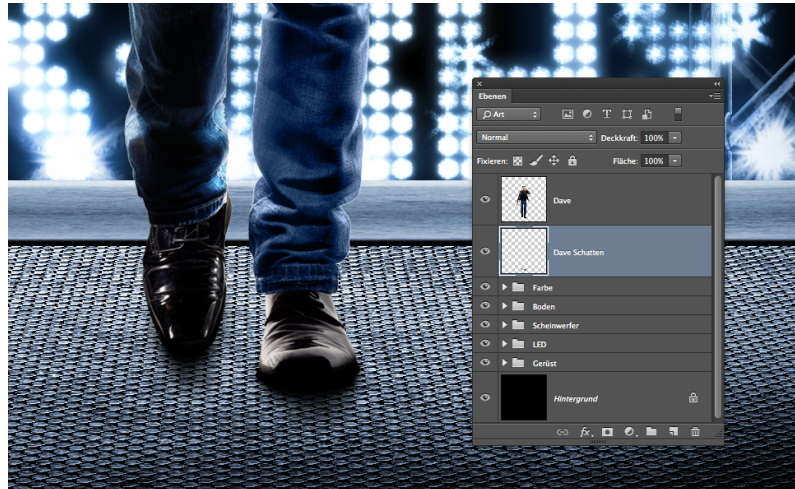 Ebenen
Art
Normal Deckkraft: 100%
Fixieren: Fläche: 100%
Dave
Dave Schatten
Farbe
Boden
Scheinwerfer
LED
Gerüst
Hintergrund
fx